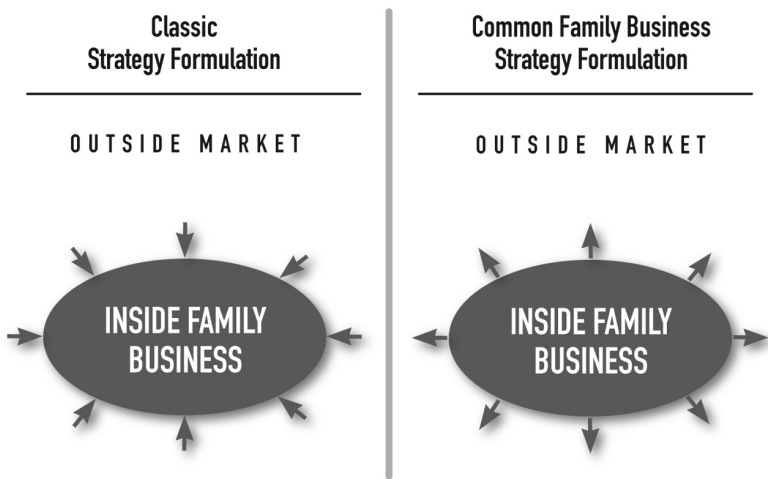 Classic
Strategy Formulation
OUTSIDE MARKET
INSIDE FAMILY
BUSINESS
Common Family Business
Strategy Formulation
OUTSIDE MARKET
INSIDE FAMILY
BUSINESS